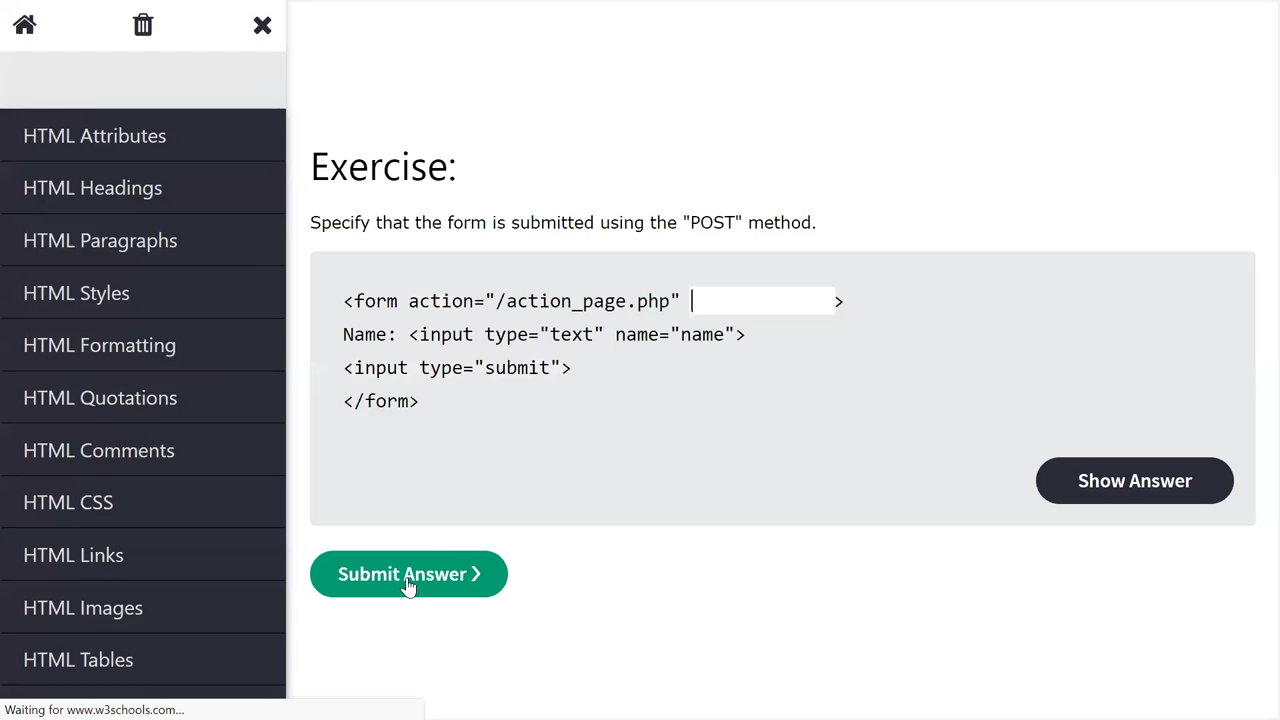 HTML Attributes
HTML Headings
HTML Paragraphs
HTML Styles
HTML Formatting
HTML Quotations
HTML Comments
HTML CSS
HTML Links
HTML Images
HTML Tables
Waiting for www.w3schools.com...
Exercise:
Specify that the form is submitted using the "POST" method.
<form action="/action_page.php" >
Name: <input type="text" name="name">
<input type="submit">
</form>
Show Answer
Submit Answer ❯